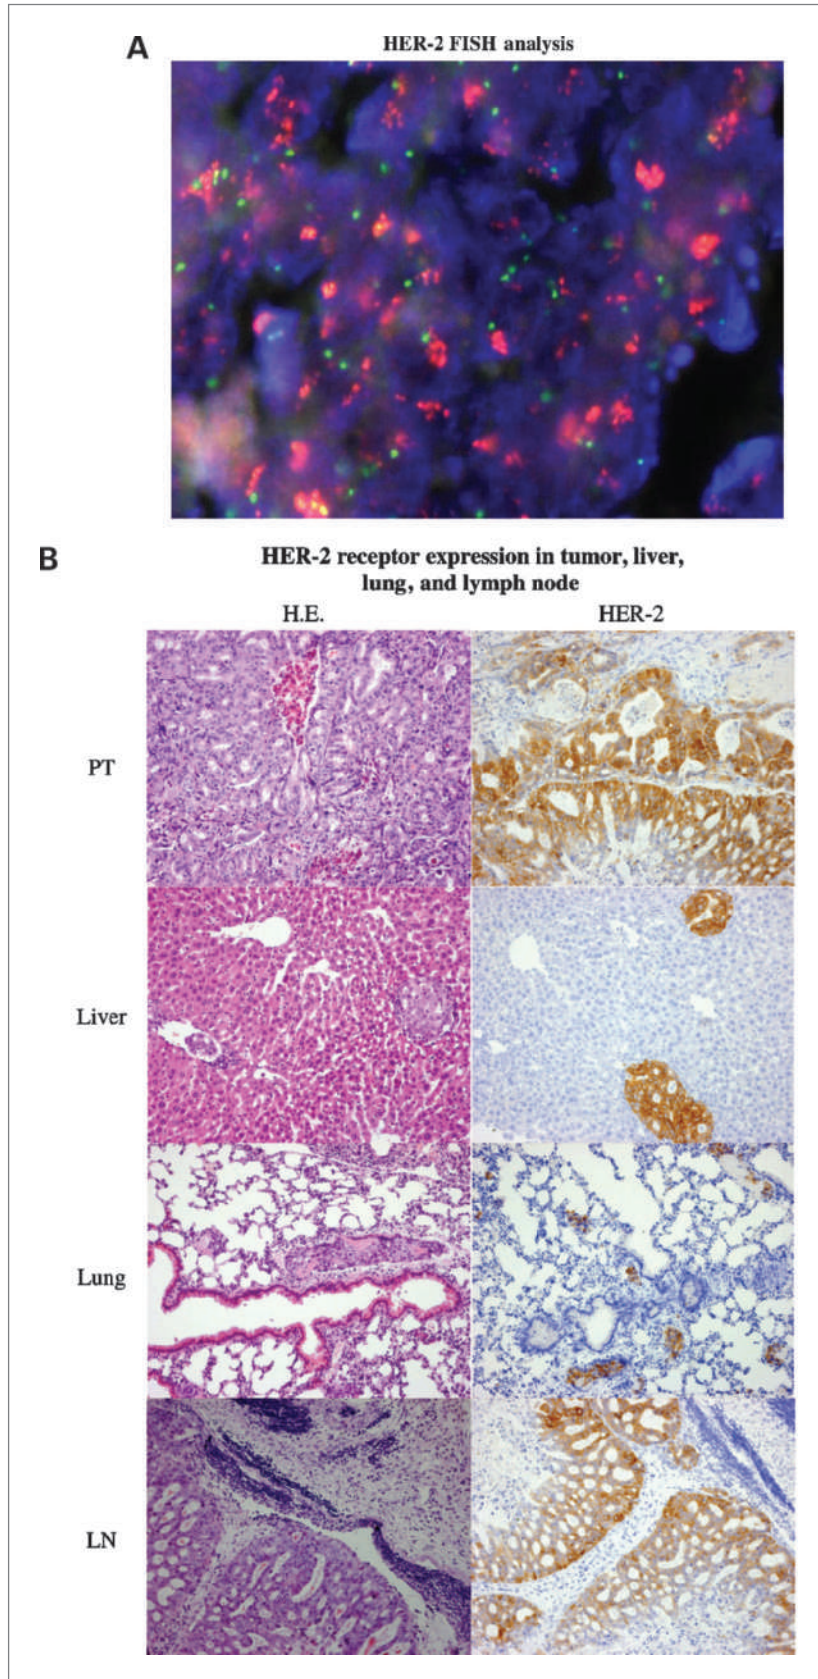 A
HER-2 FISH analysis
B
HER-2 receptor expression in tumor, liver,
lung, and lymph node
H.E.
HER-2
PT
Liver
Lung
LN